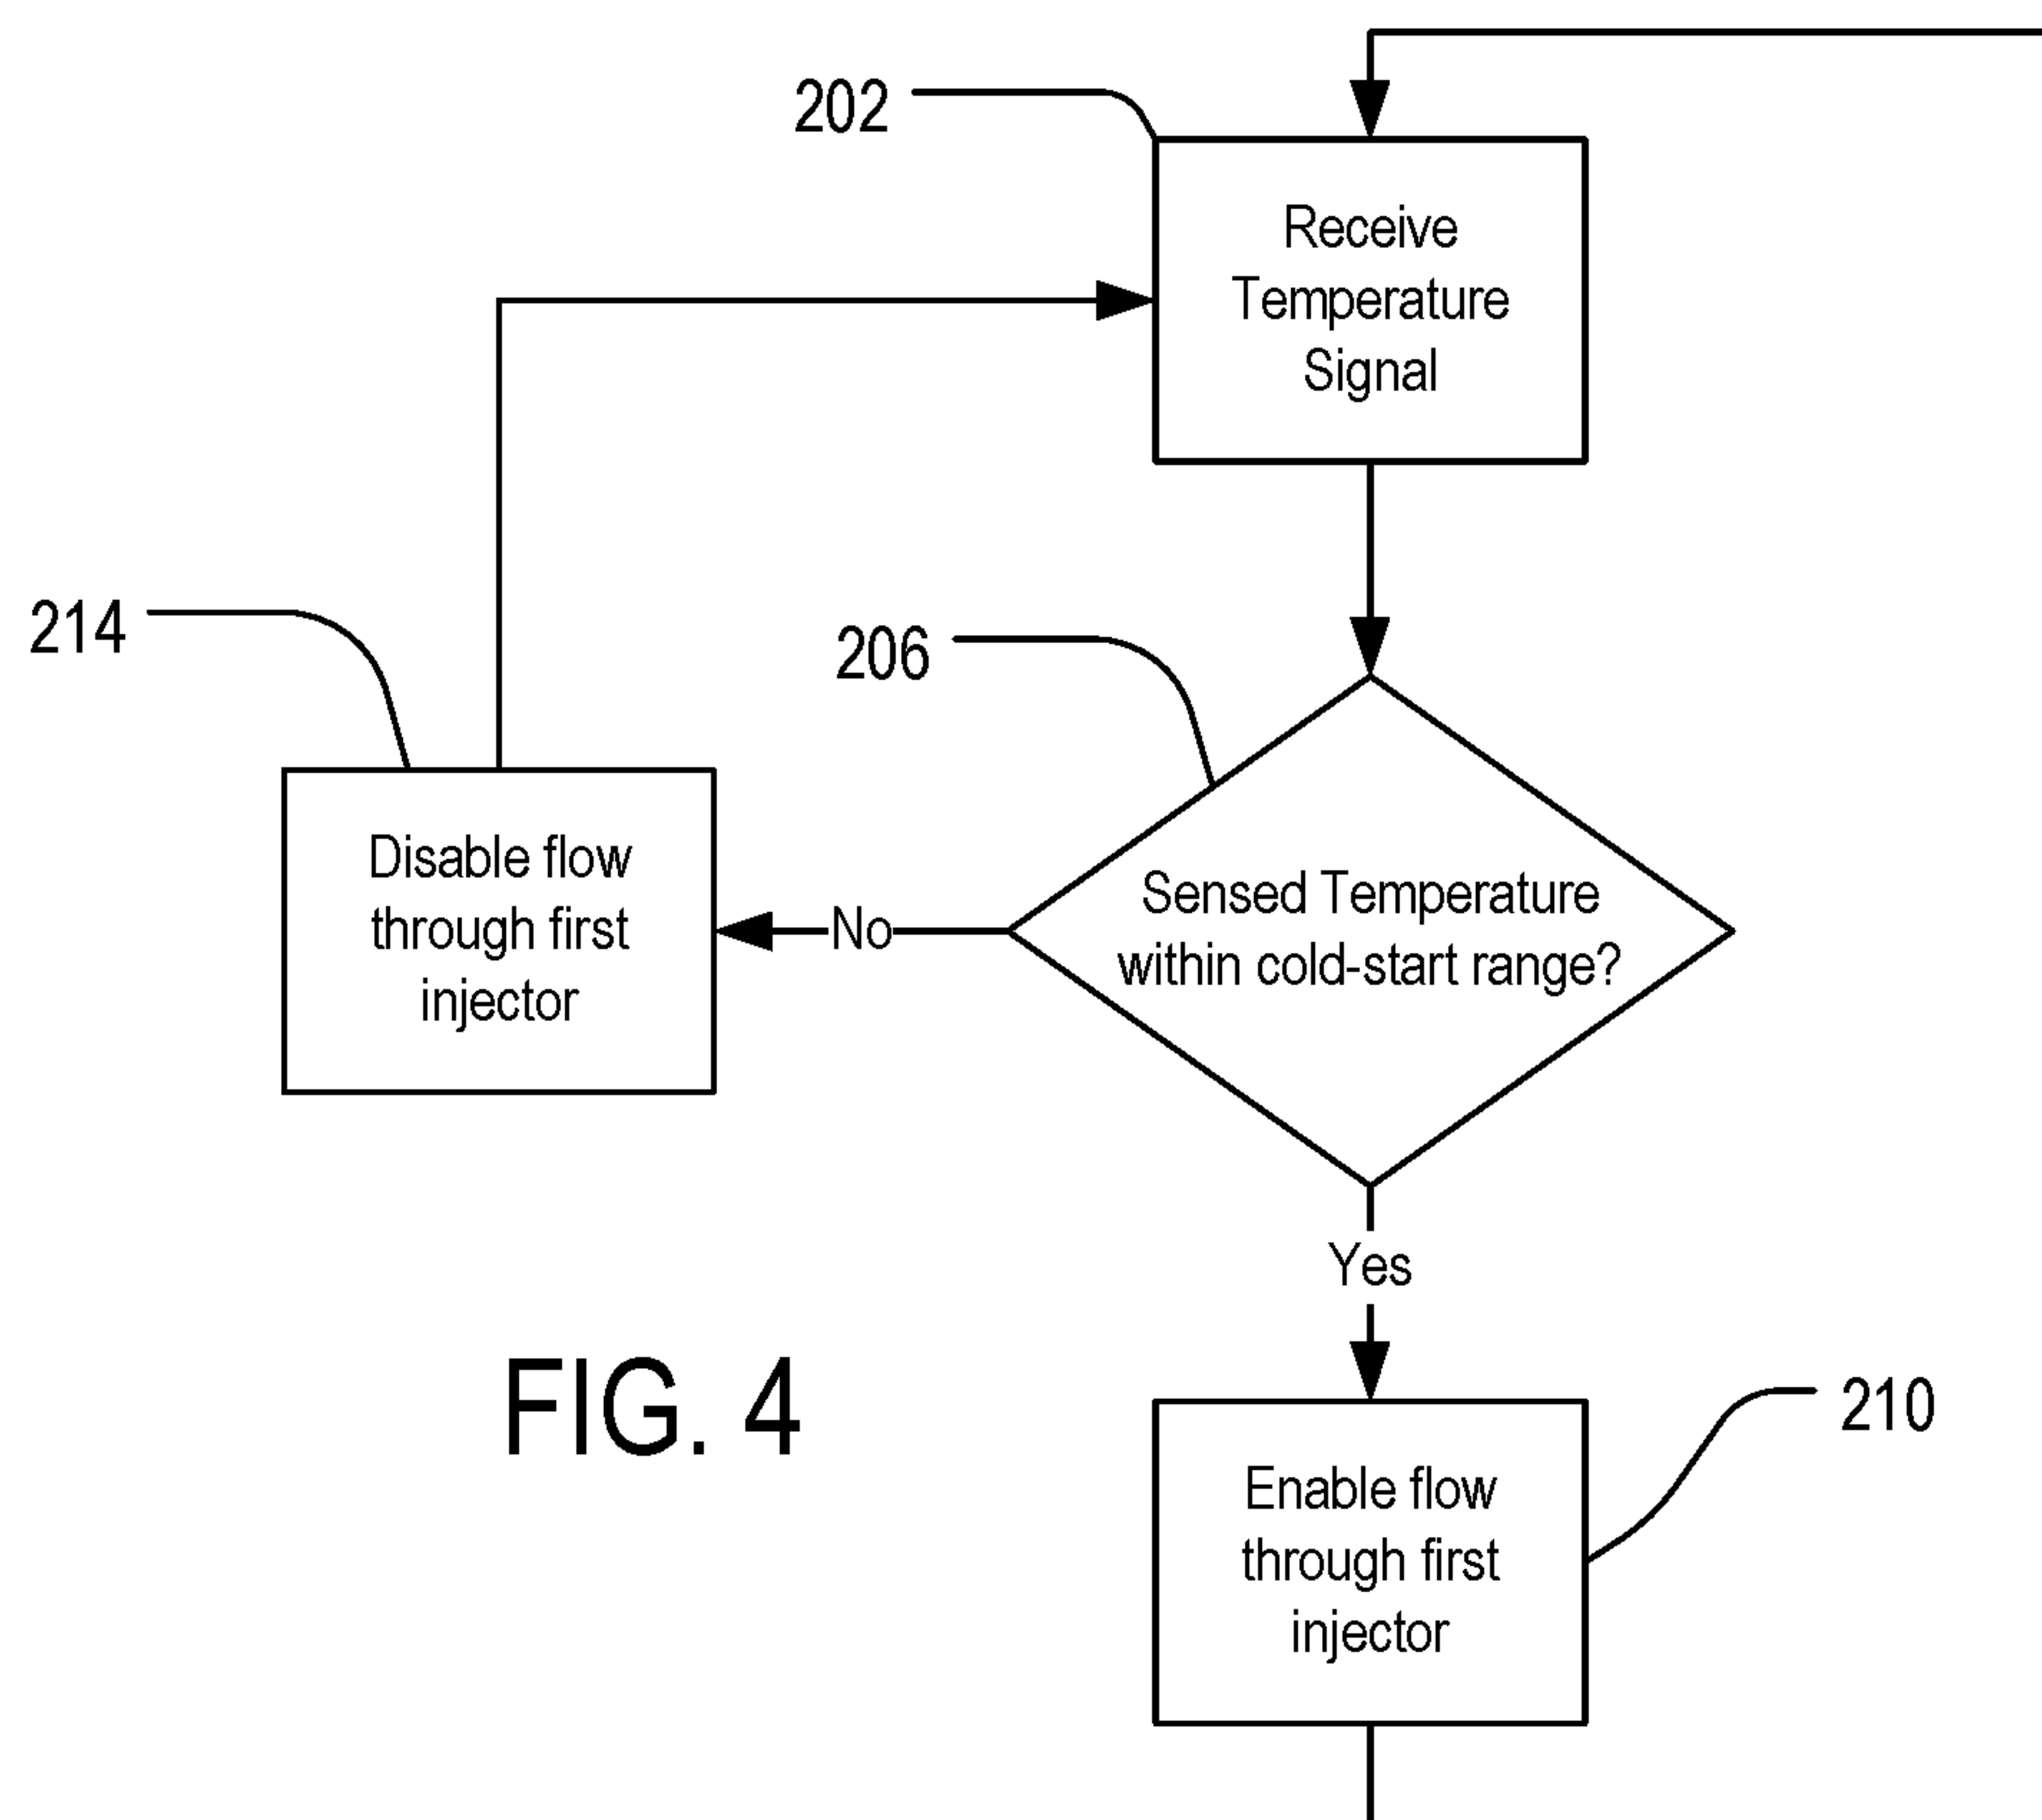 202
Receive
Temperature
Signal
214
206
Disable flow
through first
injector
No
Sensed Temperature
within cold-start range?
Yes
FIG. 4
210
Enable flow
through first
injector